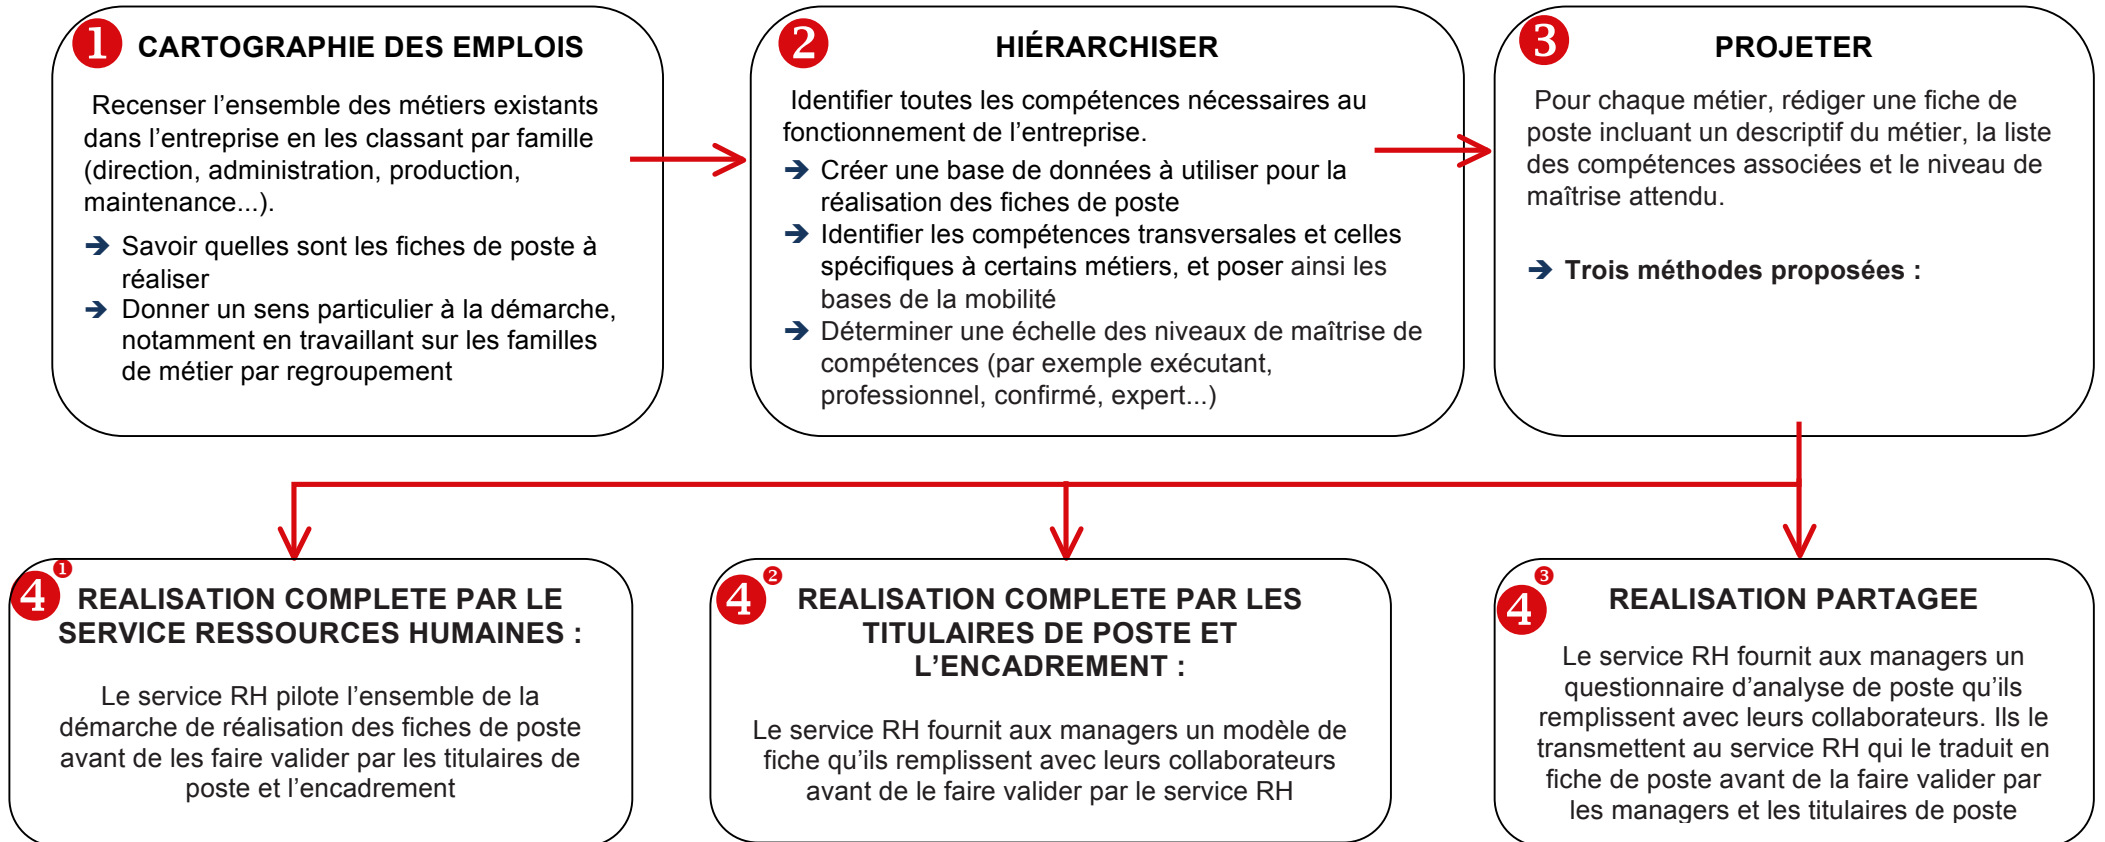 1 CARTOGRAPHIE DES EMPLOIS
Recenser l’ensemble des métiers existants
dans l’entreprise en les classant par famille
(direction, administration, production,
maintenance...).
➔ Savoir quelles sont les fiches de poste à
réaliser
➔ Donner un sens particulier à la démarche,
notamment en travaillant sur les familles
de métier par regroupement
2 HIÉRARCHISER
Identifier toutes les compétences nécessaires au
fonctionnement de l’entreprise.
➔ Créer une base de données à utiliser pour la
réalisation des fiches de poste
➔ Identifier les compétences transversales et celles
spécifiques à certains métiers, et poser ainsi les
bases de la mobilité
➔ Déterminer une échelle des niveaux de maîtrise de
compétences (par exemple exécutant,
professionnel, confirmé, expert...)
3 PROJETER
Pour chaque métier, rédiger une fiche de
poste incluant un descriptif du métier, la liste
des compétences associées et le niveau de
maîtrise attendu.
➔ Trois méthodes proposées :
4 1 REALISATION COMPLETE PAR LE
SERVICE RESSOURCES HUMAINES :
Le service RH pilote l’ensemble de la
démarche de réalisation des fiches de poste
avant de les faire valider par les titulaires de
poste et l’encadrement
4 2 REALISATION COMPLETE PAR LES
TITULAIRES DE POSTE ET
L’ENCADREMENT :
Le service RH fournit aux managers un modèle de
fiche qu’ils remplissent avec leurs collaborateurs
avant de le faire valider par le service RH
4 3 REALISATION PARTAGEE
Le service RH fournit aux managers un
questionnaire d’analyse de poste qu’ils
remplissent avec leurs collaborateurs. Ils le
transmettent au service RH qui le traduit en
fiche de poste avant de la faire valider par
les managers et les titulaires de poste